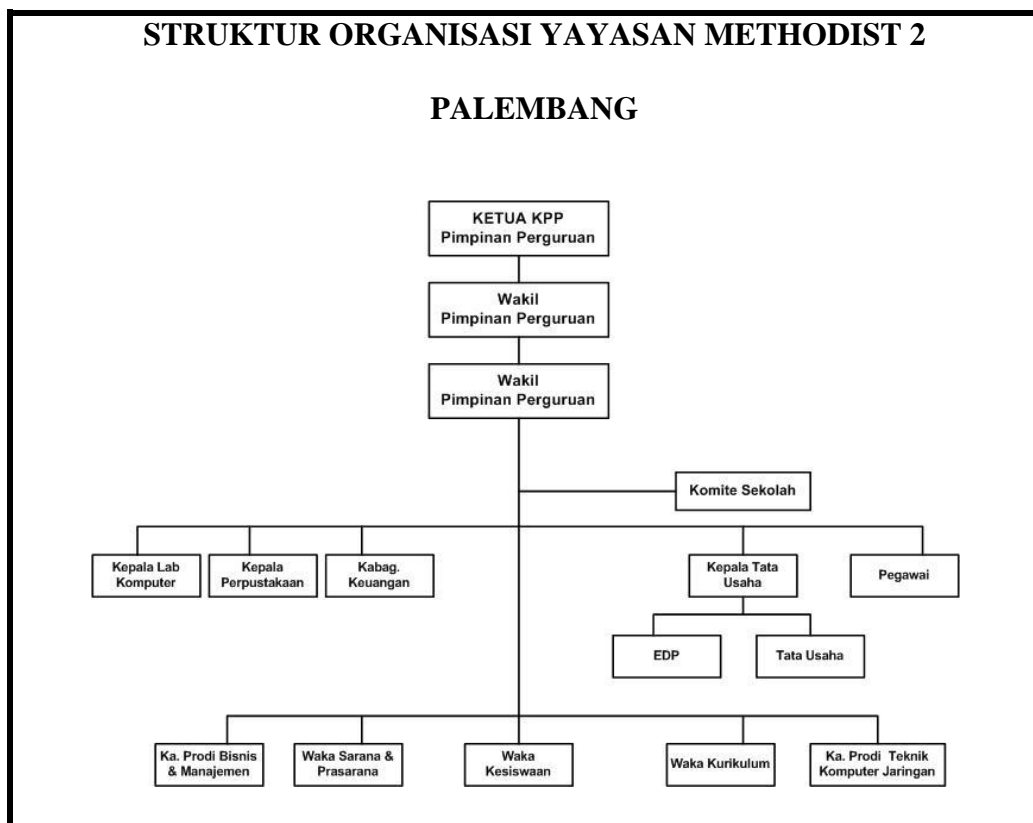 STRUKTUR ORGANISASI YAYASAN METHODIST 2
PALEMBANG
KETUA KPP
Pimpinan Perguruan
Wakil
Pimpinan Perguruan
Wakil
Pimpinan Perguruan
Komite Sekolah
Kepala Lab
Komputer
Kepala
Perpustakaan
Kabag.
Keuangan
Kepala Tata
Usaha
Pegawai
EDP
Tata Usaha
Ka. Prodi Bisnis
& Manajemen
Waka Sarana &
Prasarana
Waka
Kesiswaan
Waka Kurikulum
Ka. Prodi Teknik
Komputer Jaringan